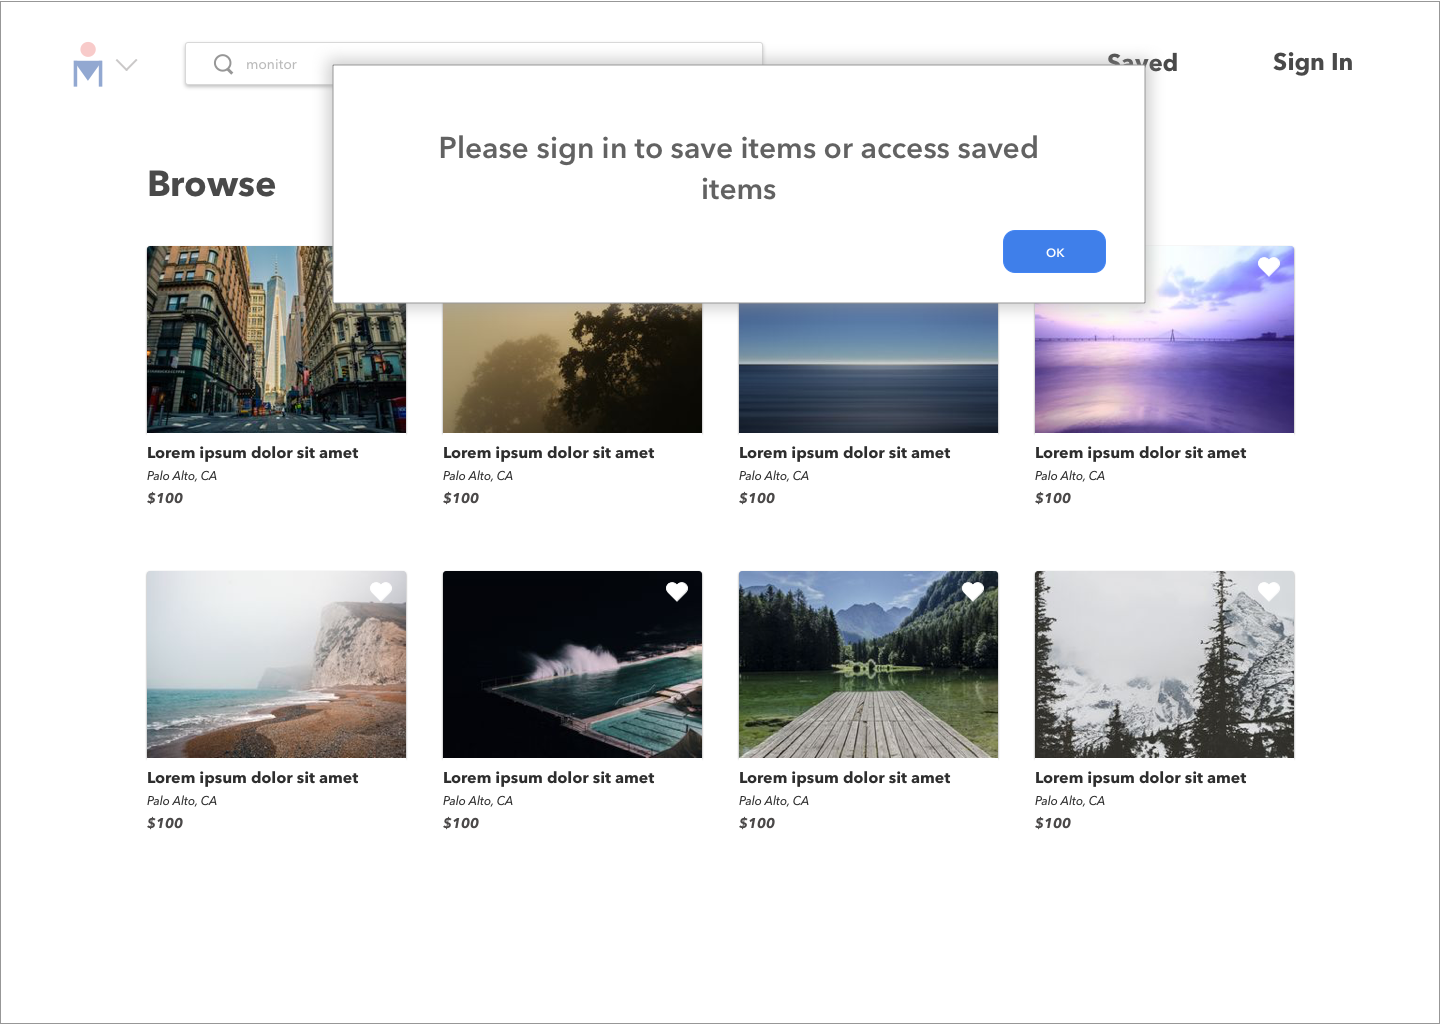 monitor
Saved
Sign In
Please sign in to save items or access saved
items
OK
Browse
Lorem ipsum dolor sit amet
Palo Alto, CA
$100
Lorem ipsum dolor sit amet
Palo Alto, CA
$100
Lorem ipsum dolor sit amet
Palo Alto, CA
$100
Lorem ipsum dolor sit amet
Palo Alto, CA
$100
Lorem ipsum dolor sit amet
Palo Alto, CA
$100
Lorem ipsum dolor sit amet
Palo Alto, CA
$100
Lorem ipsum dolor sit amet
Palo Alto, CA
$100
Lorem ipsum dolor sit amet
Palo Alto, CA
$100